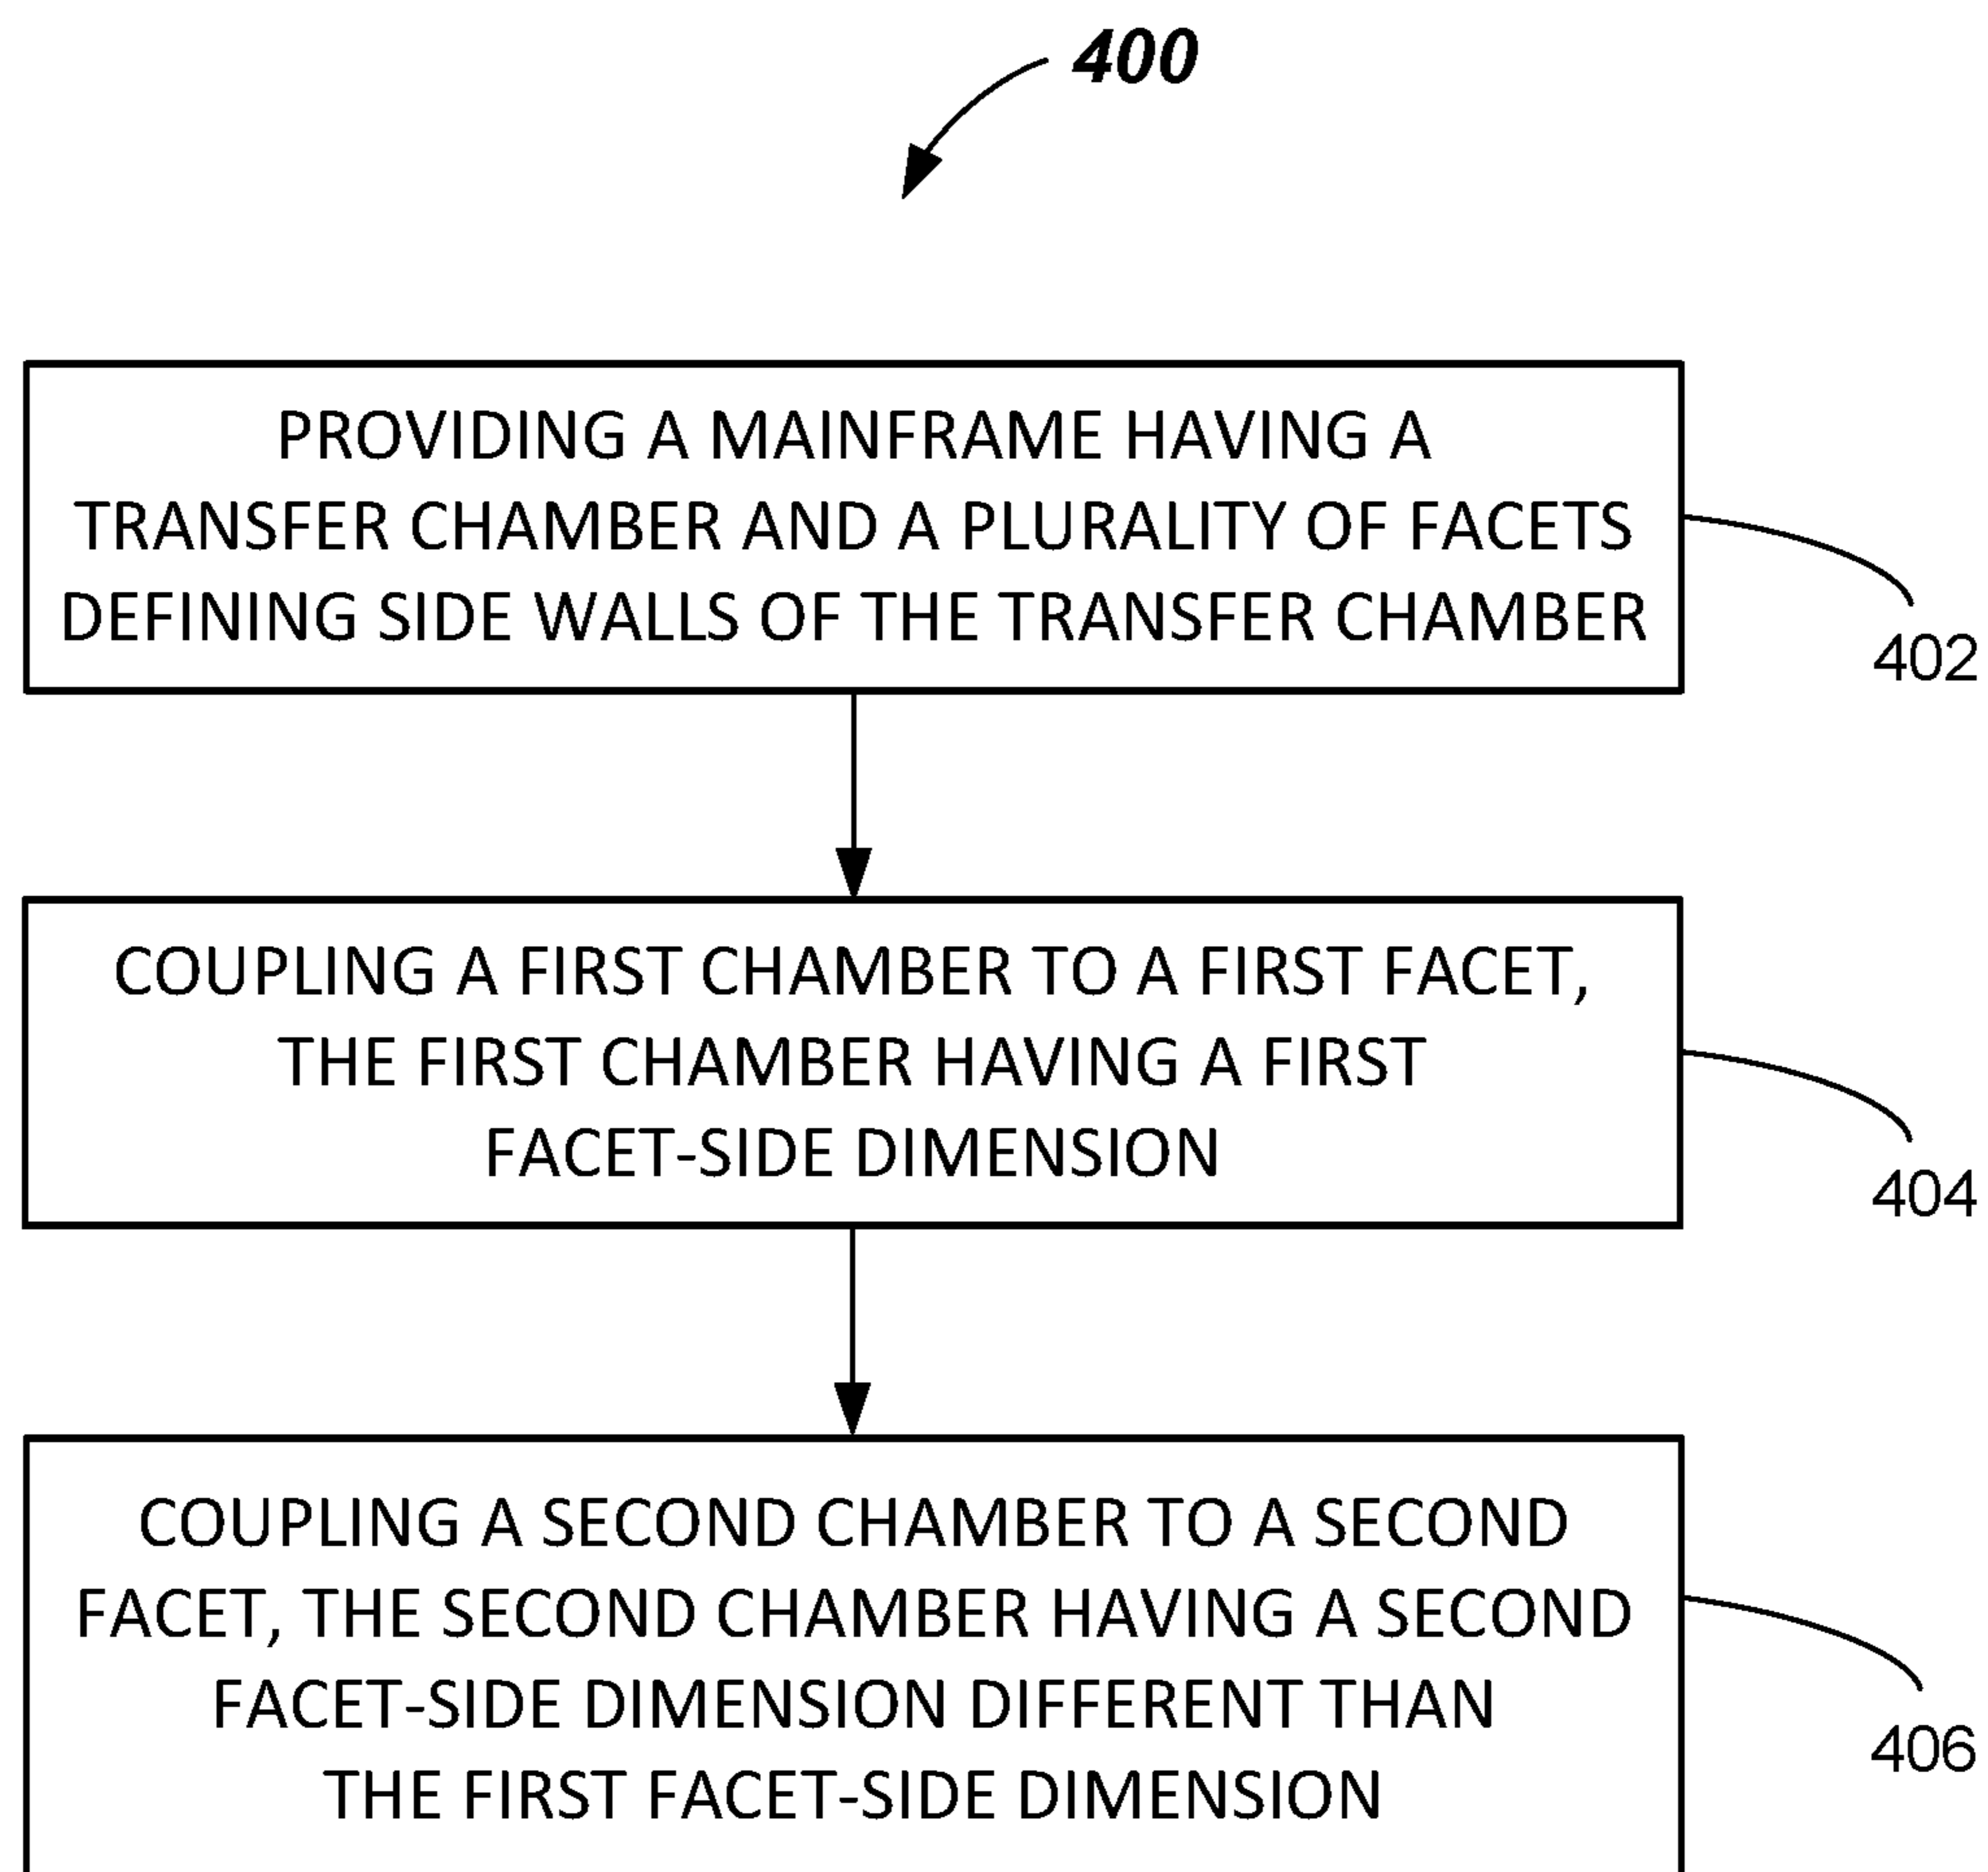 400
PROVIDING A MAINFRAME HAVING A
TRANSFER CHAMBER AND A PLURALITY OF FACETS
DEFINING SIDE WALLS OF THE TRANSFER CHAMBER
402
COUPLING A FIRST CHAMBER TO A FIRST FACET,
THE FIRST CHAMBER HAVING A FIRST
FACET-SIDE DIMENSION
404
COUPLING A SECOND CHAMBER TO A SECOND
FACET, THE SECOND CHAMBER HAVING A SECOND
FACET-SIDE DIMENSION DIFFERENT THAN
THE FIRST FACET-SIDE DIMENSION
406